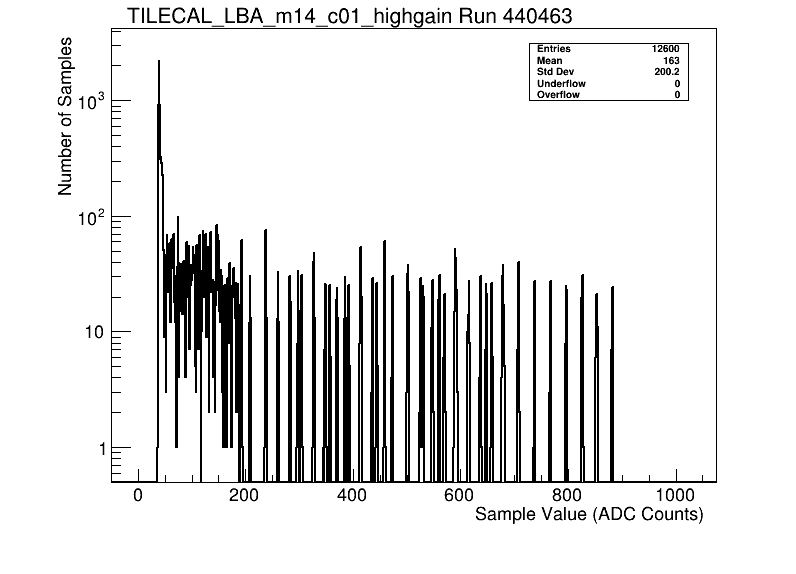 TILECAL_LBA_m14_c01_highgain Run 440463
Entries 12600
Mean 163
Std Dev 200.2
Underflow 0
Overflow 0
Number of Samples
10³
10²
10
1
0 200 400 600 800 1000
Sample Value (ADC Counts)